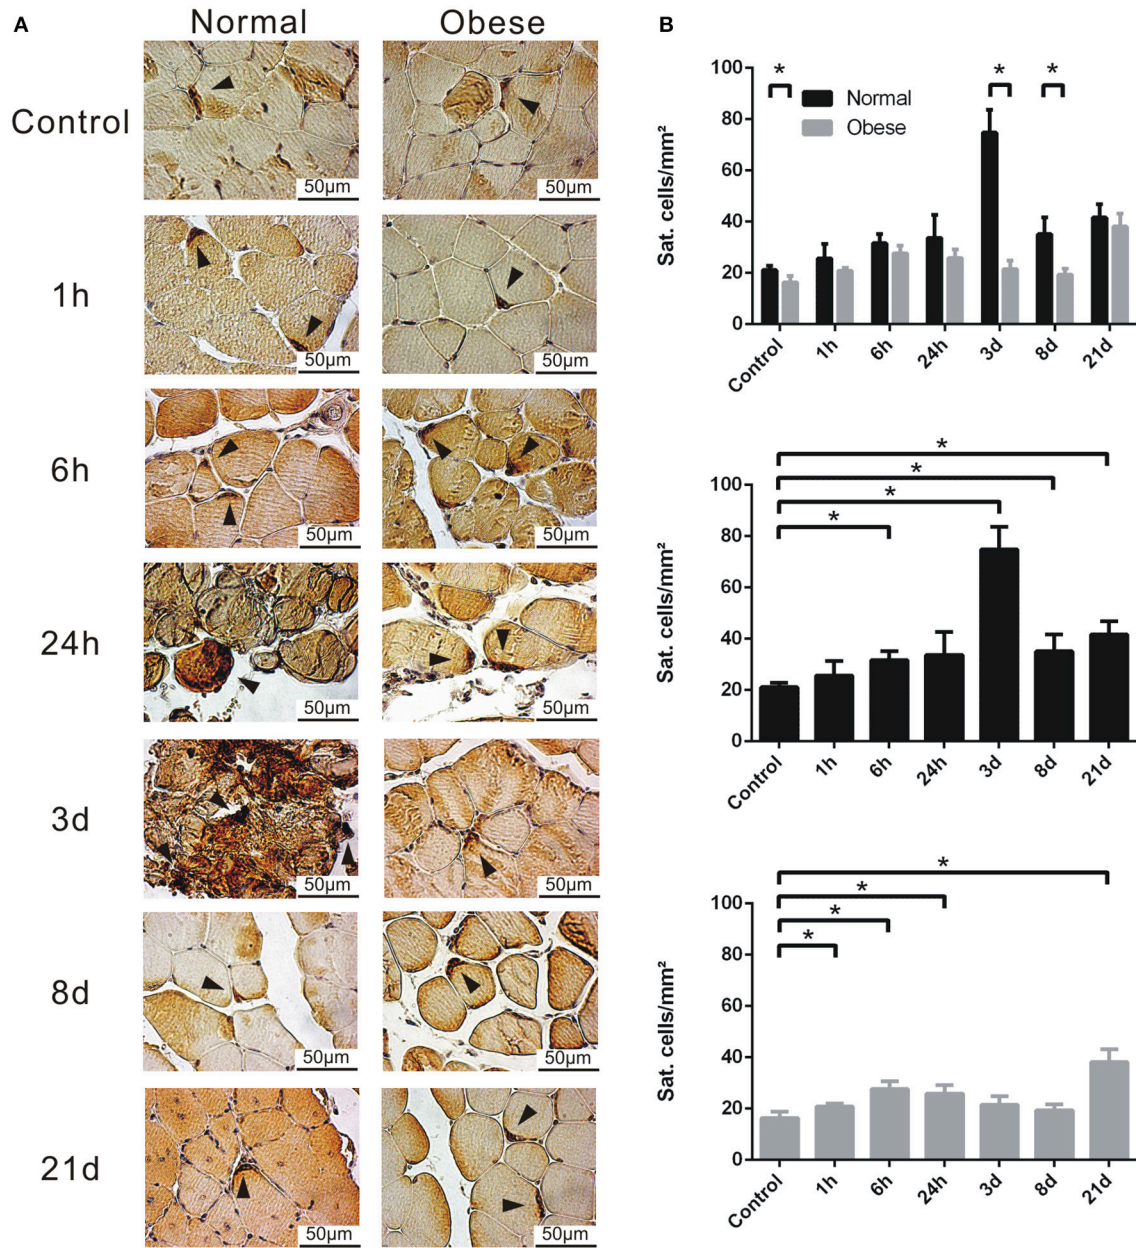 A
Normal
Obese
Control
50µm
50µm
1h
50µm
50µm
6h
50µm
50µm
24h
50µm
50µm
3d
50µm
50µm
8d
50µm
50µm
21d
50µm
50µm
B
Sat. cells/mm²
100
80
60
40
20
0
Normal
Obese
*
*
*
Control
1h
6h
24h
3d
8d
21d
Sat. cells/mm²
100
80
60
40
20
0
*
*
*
*
Control
1h
6h
24h
3d
8d
21d
Sat. cells/mm²
100
80
60
40
20
0
*
*
*
*
Control
1h
6h
24h
3d
8d
21d